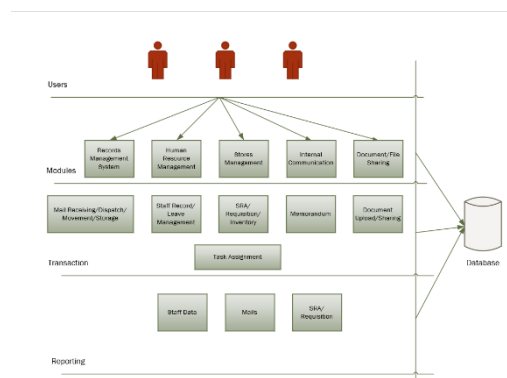 Users
Records
Management
System
Human
Resource
Management
Stores
Management
Internal
Communication
Document/File
Sharing
Modules
Mail Receiving/Dispatch/
Movement/Storage
Staff Record/
Leave
Management
SRA/
Requisition/
Inventory
Memorandum
Document
Upload/Sharing
Task Assignment
Transaction
Database
Staff Data
Mails
SRA/
Requisition
Reporting